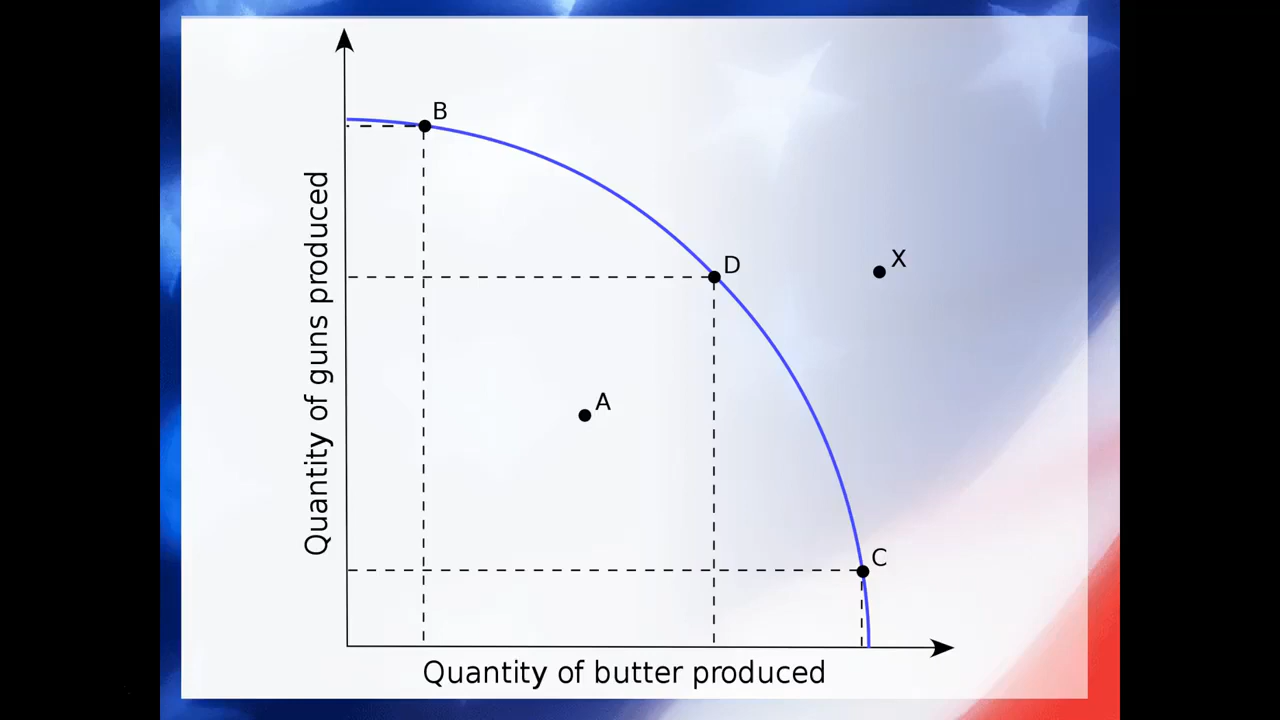 B
D
X
A
C
Quantity of guns produced
Quantity of butter produced